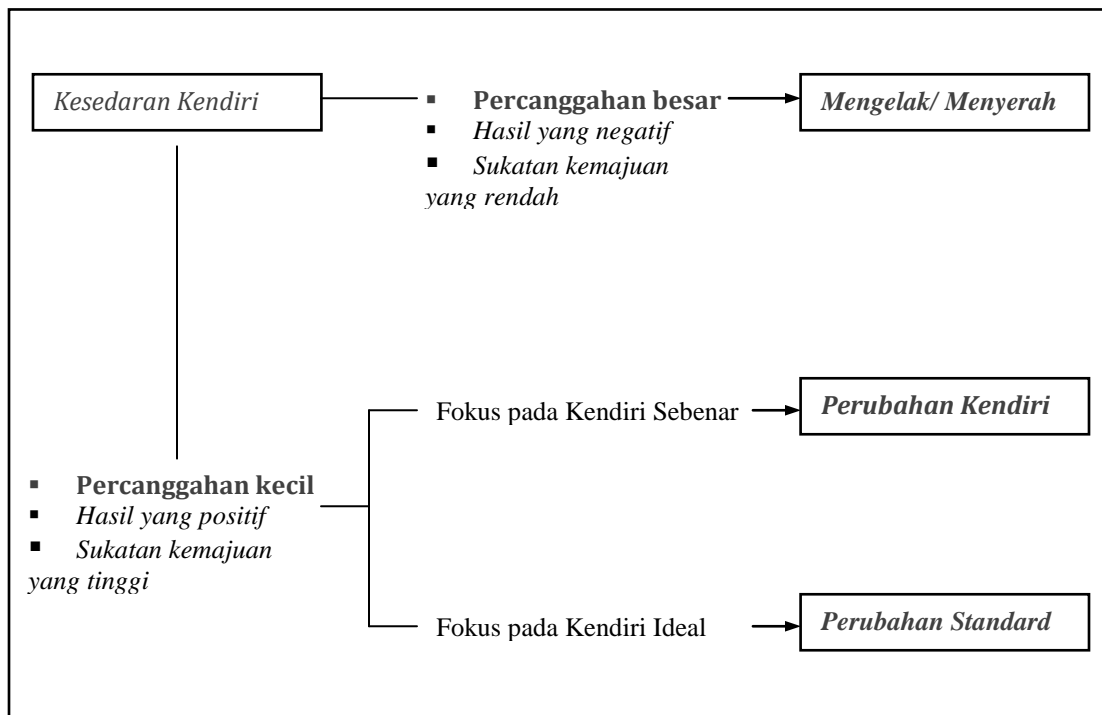 Kesedaran Kendiri
▪ Percanggahan besar
▪ Hasil yang negatif
▪ Sukatan kemajuan
yang rendah
Mengelak/ Menyerah
Fokus pada Kendiri Sebenar
Perubahan Kendiri
▪ Percanggahan kecil
▪ Hasil yang positif
▪ Sukatan kemajuan
yang tinggi
Fokus pada Kendiri Ideal
Perubahan Standard